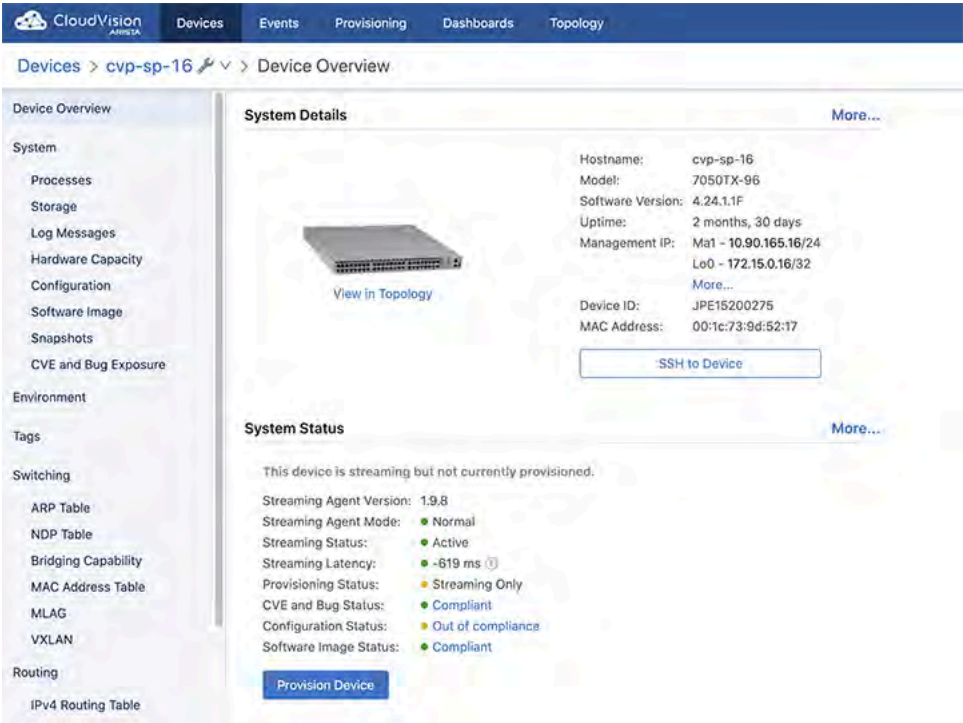 CloudVision
ARISTA
Devices
Events
Provisioning
Dashboards
Topology
Devices > cvp-sp-16 > Device Overview
Device Overview
System
Processes
Storage
Log Messages
Hardware Capacity
Configuration
Software Image
Snapshots
CVE and Bug Exposure
Environment
Tags
Switching
ARP Table
NDP Table
Bridging Capability
MAC Address Table
MLAG
VXLAN
Routing
IPv4 Routing Table
System Details
More...
View in Topology
Hostname: cvp-sp-16
Model: 7050TX-96
Software Version: 4.24.1.1F
Uptime: 2 months, 30 days
Management IP: Ma1 - 10.90.165.16/24
Lo0 - 172.15.0.16/32
More...
Device ID: JPE15200275
MAC Address: 00:1c:73:9d:52:17
SSH to Device
System Status
More...
This device is streaming but not currently provisioned.
Streaming Agent Version: 1.9.8
Streaming Agent Mode: Normal
Streaming Status: Active
Streaming Latency: -619 ms
Provisioning Status: Streaming Only
CVE and Bug Status: Compliant
Configuration Status: Out of compliance
Software Image Status: Compliant
Provision Device